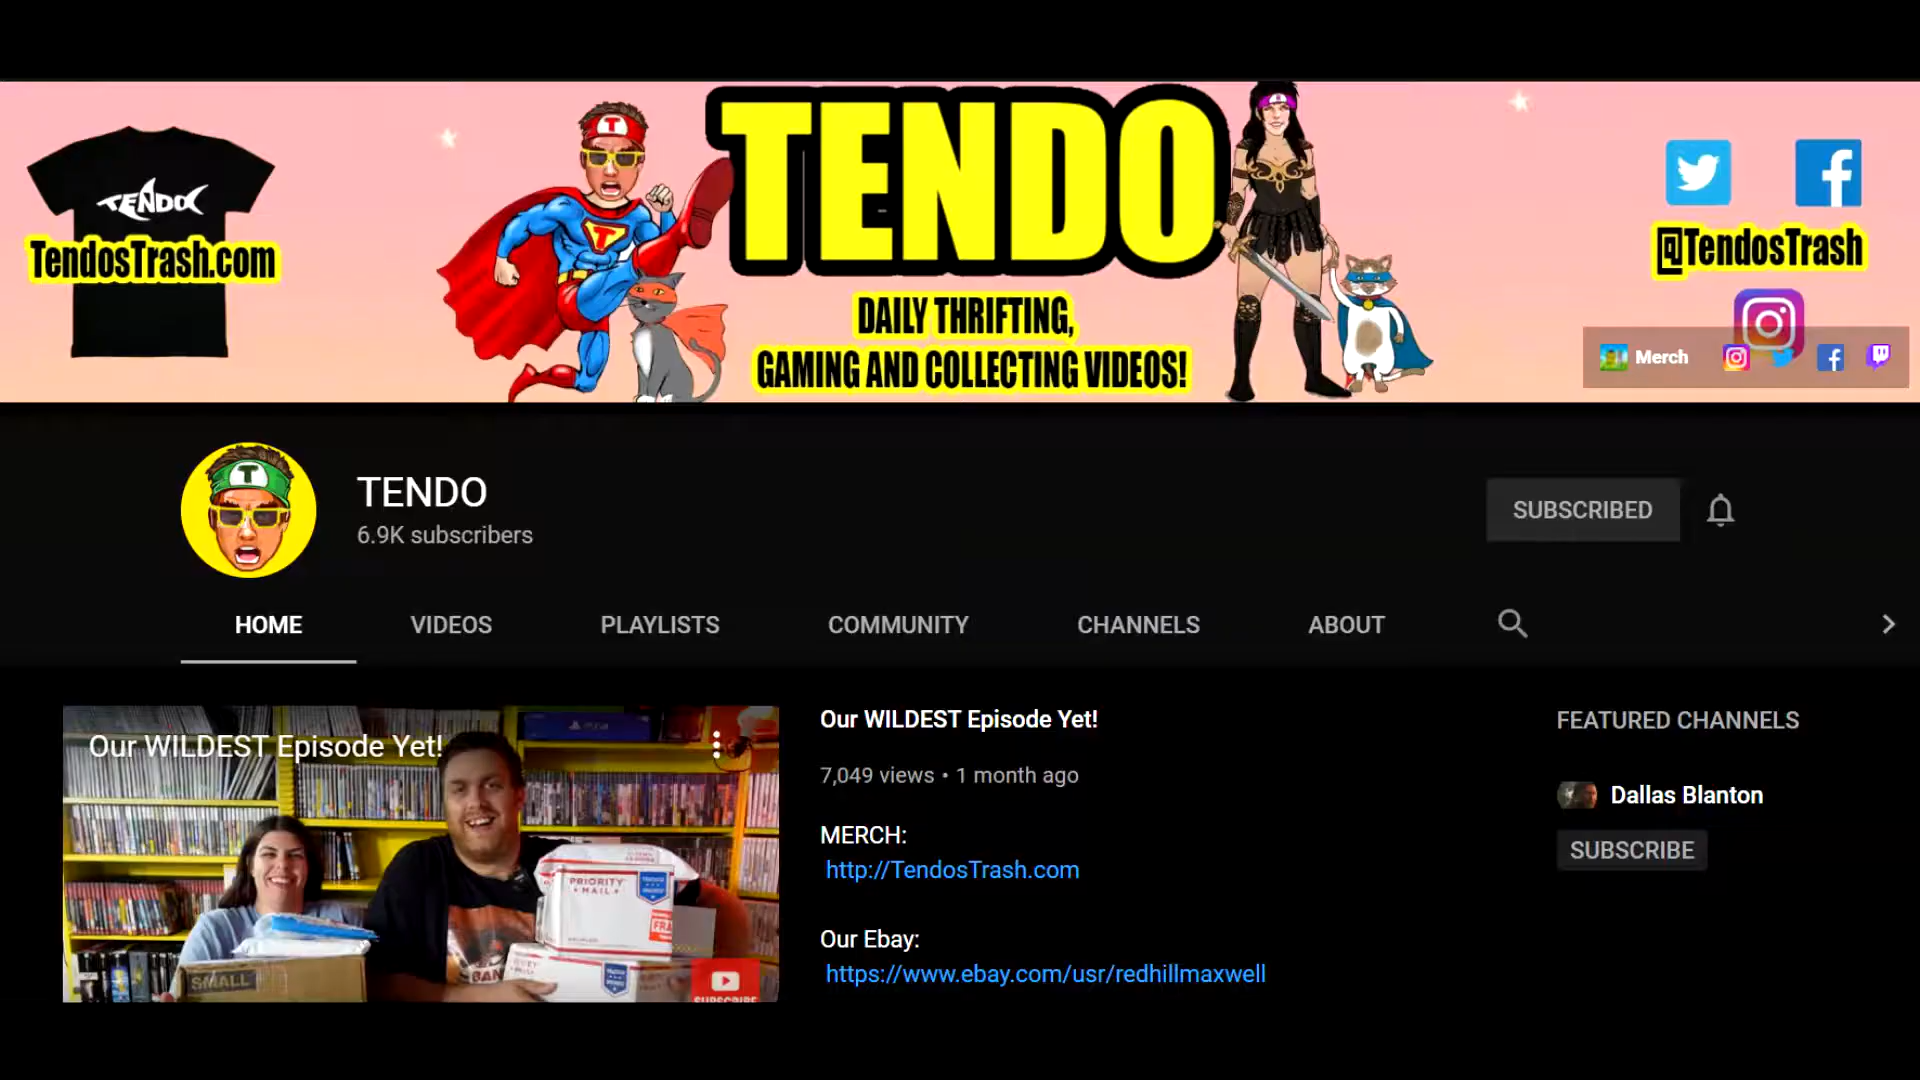 TENDO
TendosTrash.com
T
T
TENDO
DAILY THRIFTING,
GAMING AND COLLECTING VIDEOS!
@TendosTrash
Merch
T
TENDO
6.9K subscribers
SUBSCRIBED
HOME
VIDEOS
PLAYLISTS
COMMUNITY
CHANNELS
ABOUT
Our WILDEST Episode Yet!
PRIORITY
MAIL
SMALL
SUBSCRIBE
Our WILDEST Episode Yet!
7,049 views • 1 month ago
MERCH:
http://TendosTrash.com
Our Ebay:
https://www.ebay.com/usr/redhillmaxwell
FEATURED CHANNELS
Dallas Blanton
SUBSCRIBE